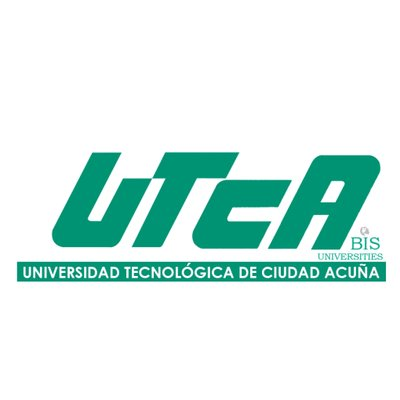 UTCA
BIS
UNIVERSITIES
UNIVERSIDAD TECNOLÓGICA DE CIUDAD ACUÑA